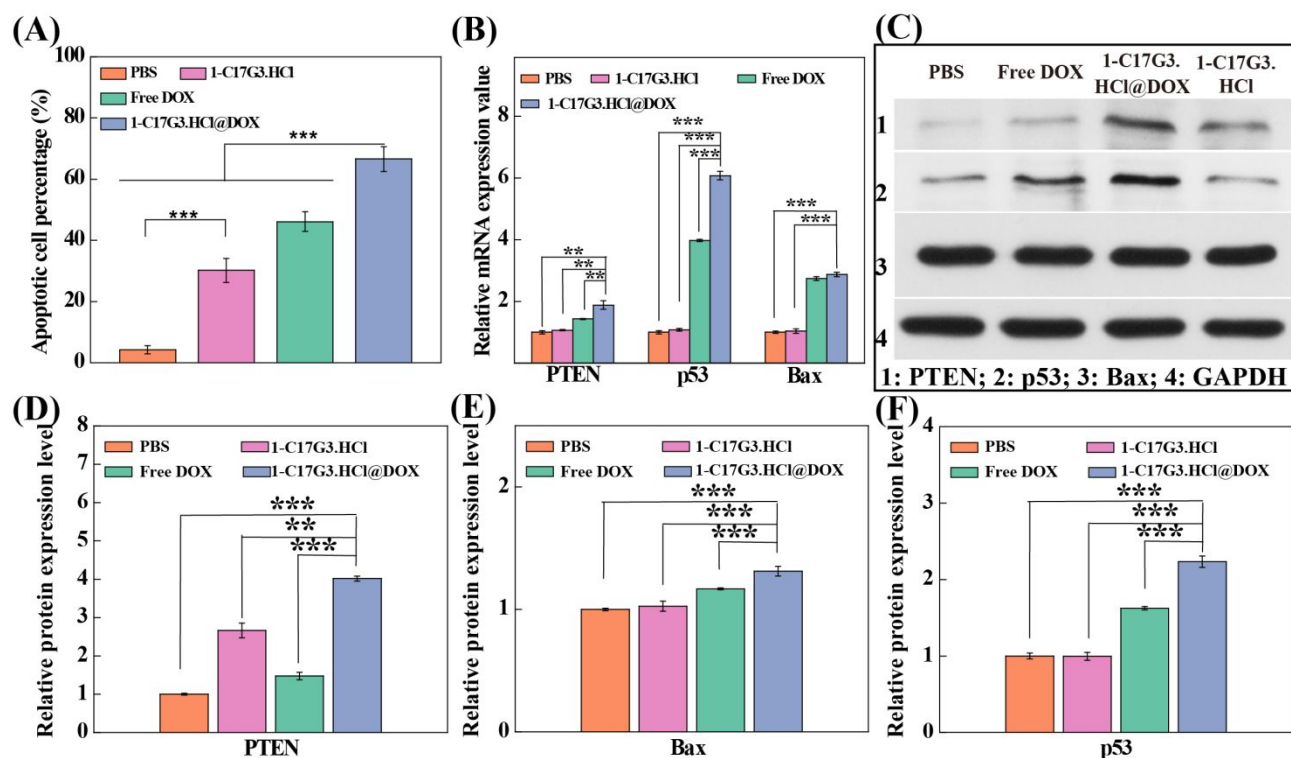 (A)
Apoptotic cell percentage (%)
100
80
60
40
20
0
PBS
1-C17G3.HCl
Free DOX
1-C17G3.HCl@DOX
***
***
(B)
Relative mRNA expression value
8
6
4
2
PBS
1-C17G3.HCl
Free DOX
1-C17G3.HCl@DOX
**
**
**
***
***
***
***
***
PTEN
p53
Bax
(C)
PBS
Free DOX
1-C17G3.
HCl@DOX
1-C17G3.
HCl
1
2
3
4
1: PTEN; 2: p53; 3: Bax; 4: GAPDH
(D)
Relative protein expression level
8
7
6
5
4
3
2
1
0
PBS
1-C17G3.HCl
Free DOX
1-C17G3.HCl@DOX
***
**
***
PTEN
(E)
Relative protein expression level
2
1
0
PBS
1-C17G3.HCl
Free DOX
1-C17G3.HCl@DOX
***
***
***
Bax
(F)
Relative protein expression level
4
3
2
1
0
PBS
1-C17G3.HCl
Free DOX
1-C17G3.HCl@DOX
***
***
***
p53